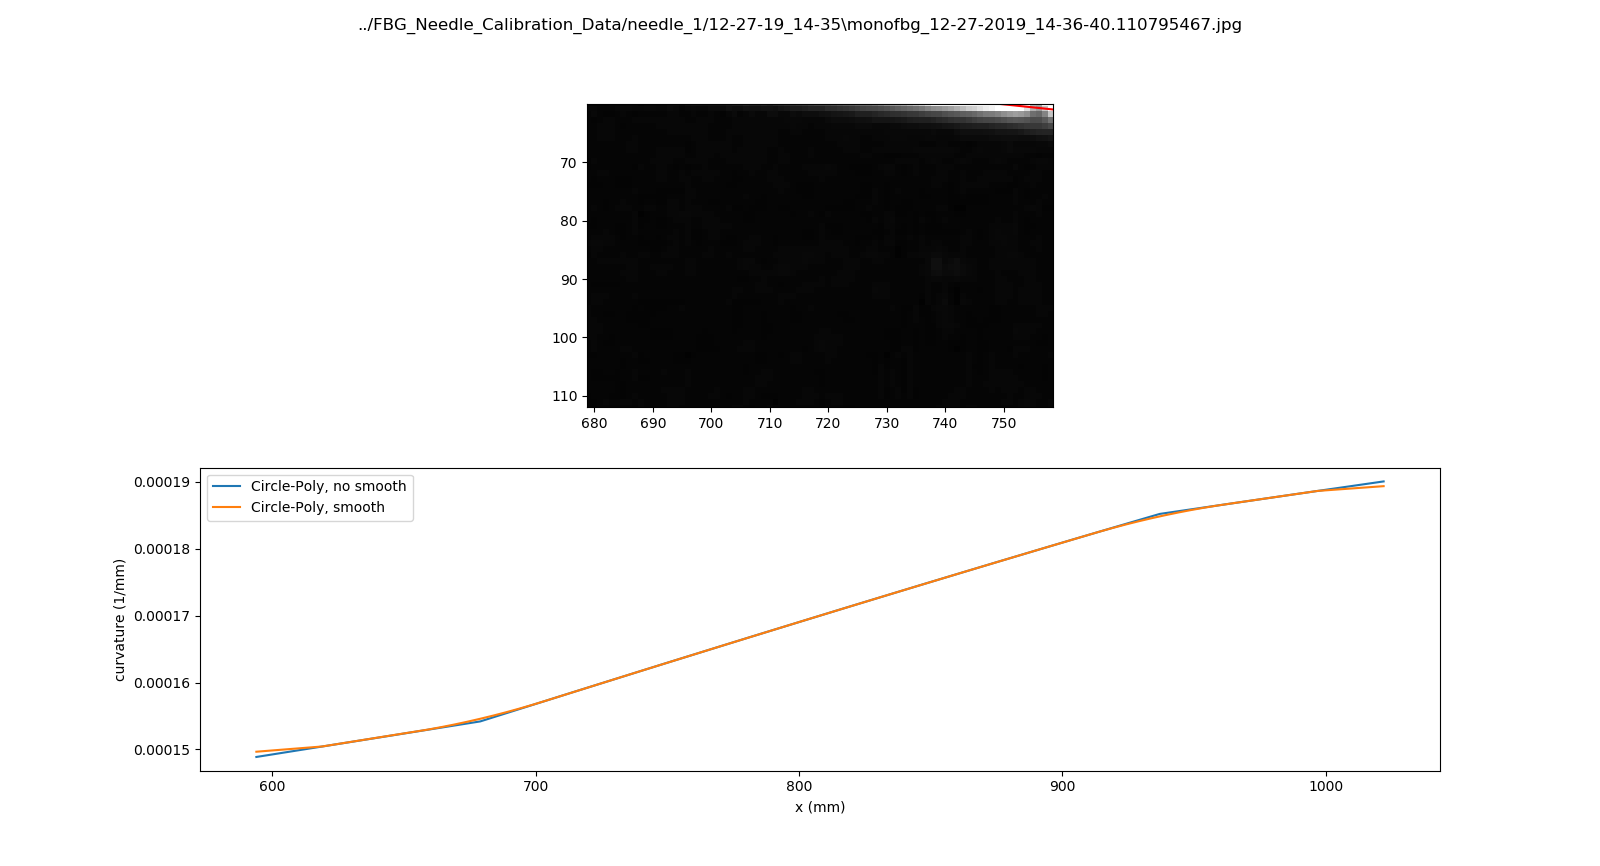 ../FBG_Needle_Calibration_Data/needle_1/12-27-19_14-35\monofbg_12-27-2019_14-36-40.110795467.jpg
70
80
90
100
110
680 690 700 710 720 730 740 750
Circle-Poly, no smooth
Circle-Poly, smooth
0.00019
0.00018
0.00017
0.00016
0.00015
curvature (1/mm)
600 700 800 900 1000
x (mm)